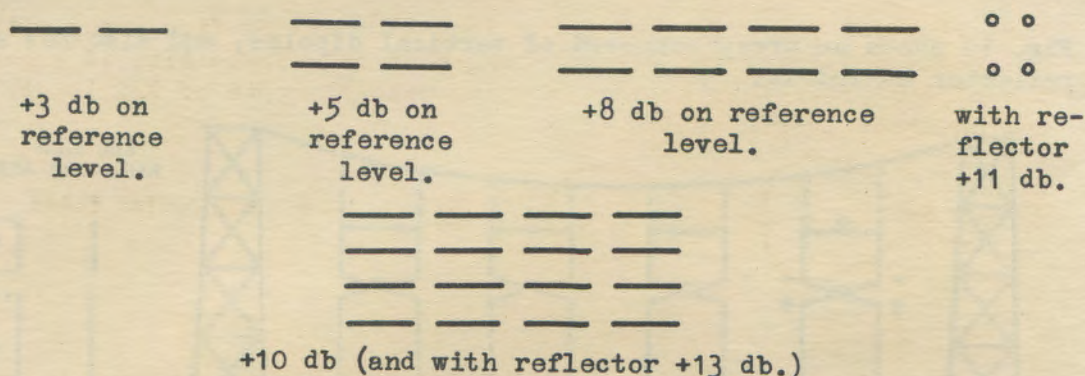 +3 db on
reference
level.
+5 db on
reference
level.
+8 db on reference
level.
with re-
flector
+11 db.
+10 db (and with reflector +13 db.)